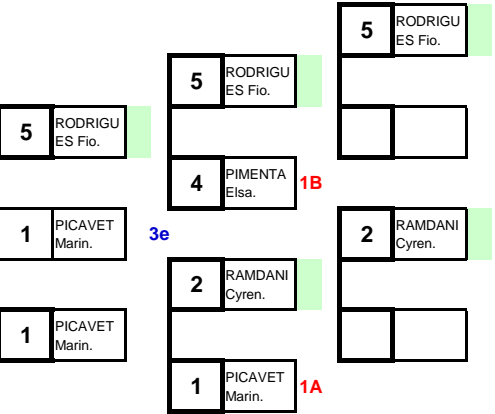 5 RODRIGU
ES Fio.
5 RODRIGU
ES Fio.
5 RODRIGU
ES Fio.
4 PIMENTA
Elsa. 1B
1 PICAVET
Marin. 3e
2 RAMDANI
Cyren.
2 RAMDANI
Cyren.
1 PICAVET
Marin.
1 PICAVET
Marin. 1A